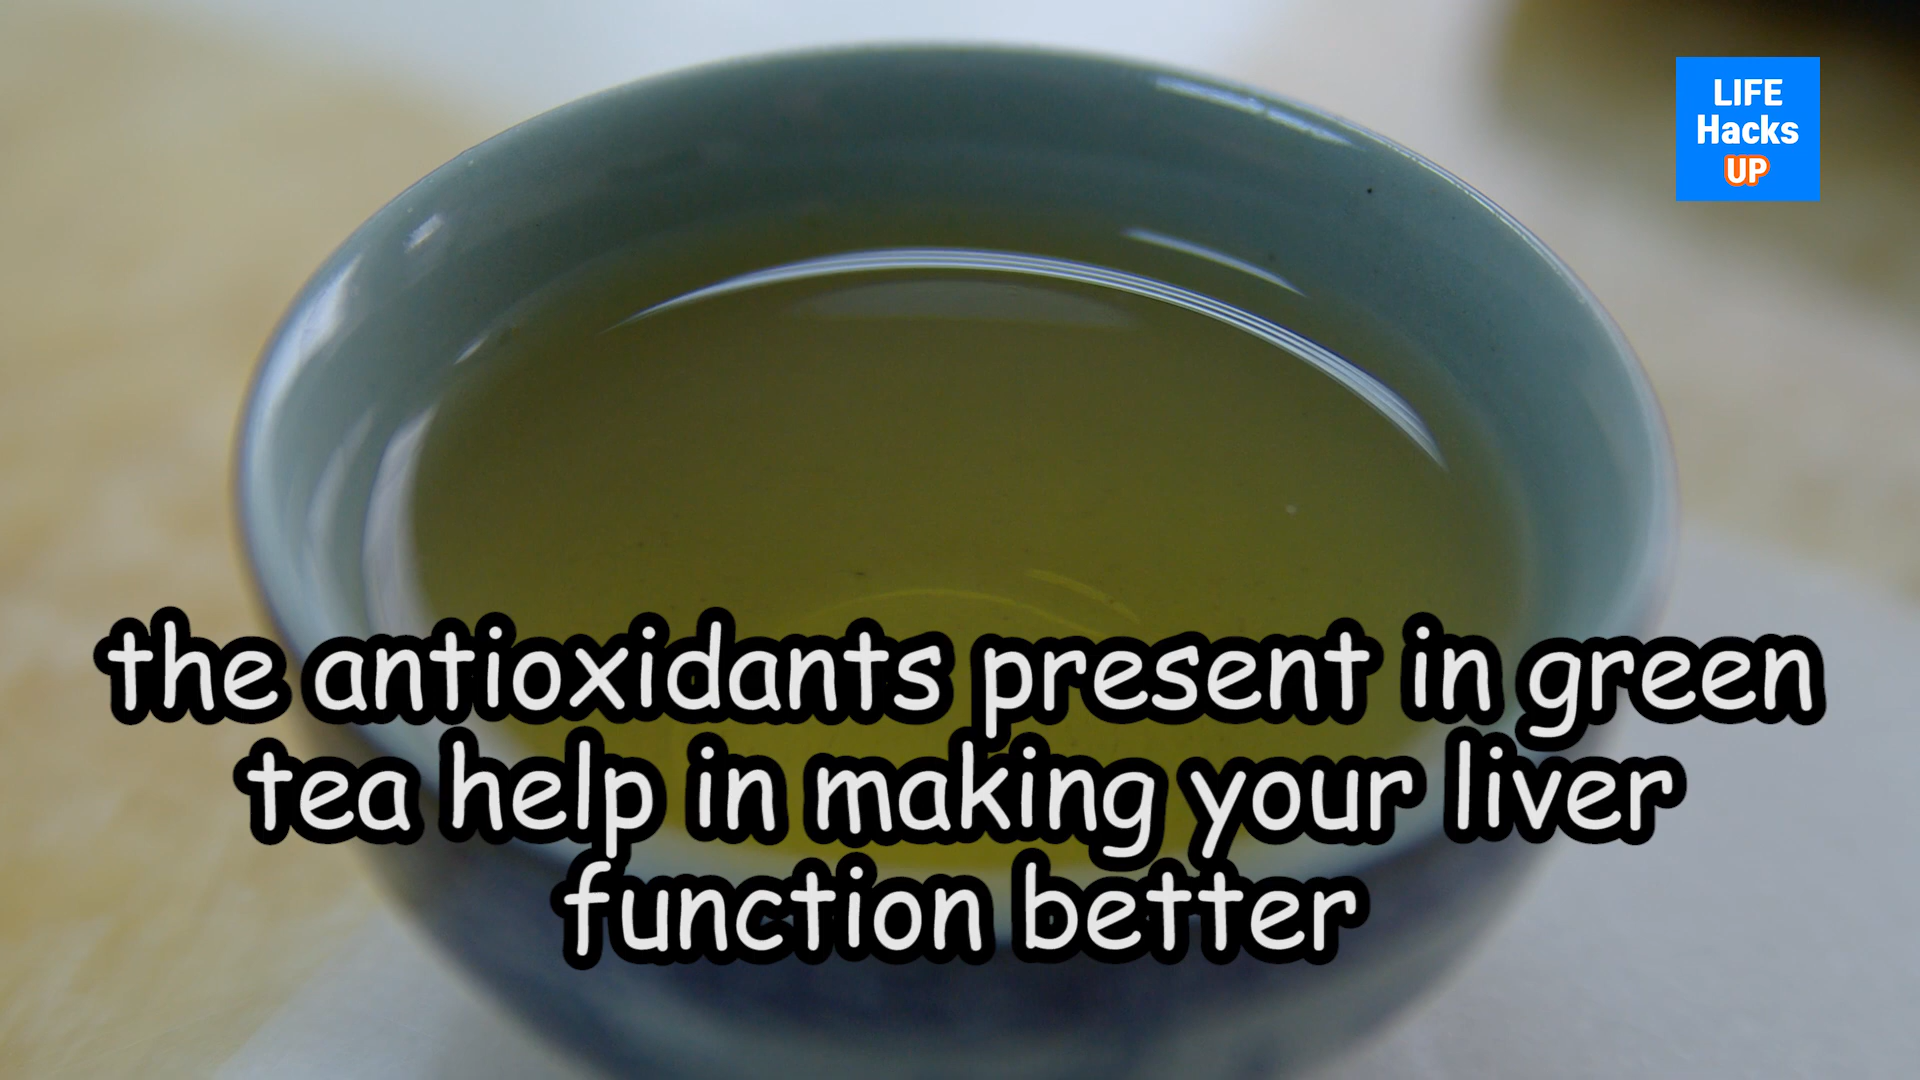 LIFE
Hacks
UP
the antioxidants present in green
tea help in making your liver
function better